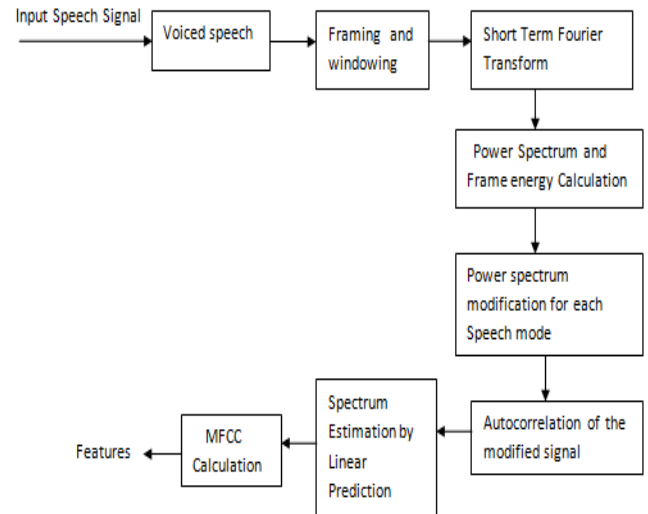 Input Speech Signal
Voiced speech
Framing and
windowing
Short Term Fourier
Transform
Power Spectrum and
Frame energy Calculation
Power spectrum
modification for each
Speech mode
Autocorrelation of the
modified signal
Spectrum
Estimation by
Linear
Prediction
MFCC
Calculation
Features